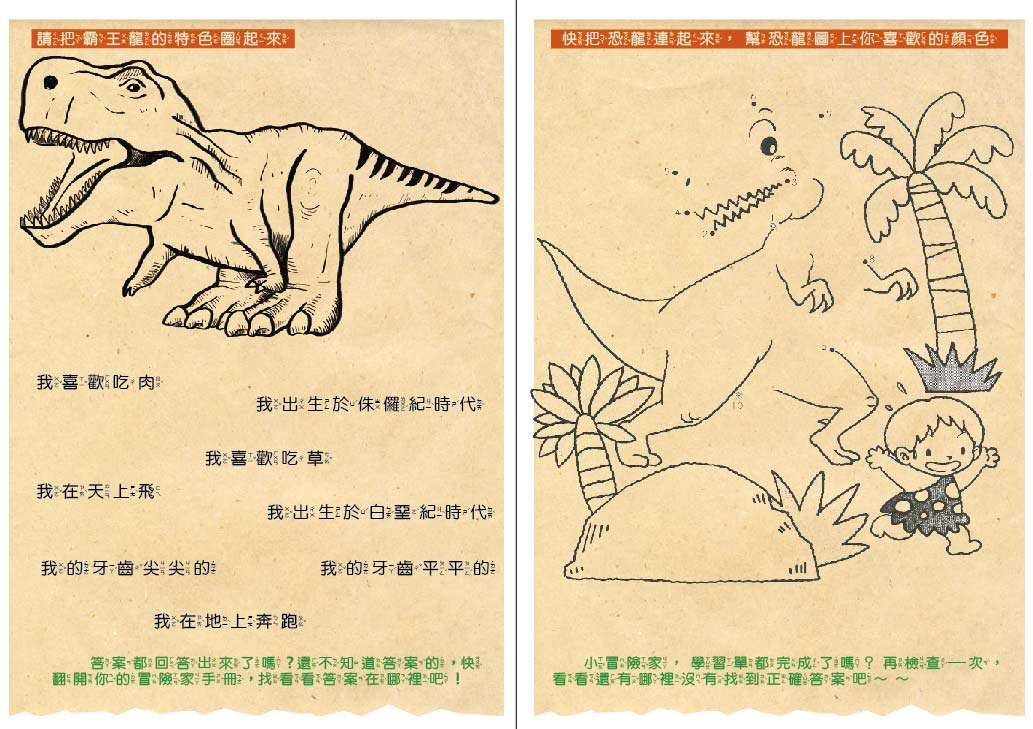 請把霸王龍的特色圈起來
我喜歡吃肉
我出生於侏儸紀時代
我喜歡吃草
我在天上飛
我出生於白堊紀時代
我的牙齒尖尖的
我的牙齒平平的
我在地上奔跑
答案都回答出來了嗎？還不知道答案的，快
翻開你的冒險家手冊，找看看答案在哪裡吧！
快把恐龍連起來，幫恐龍圖上你喜歡的顏色
小冒險家，學習單都完成了嗎？再檢查一次，
看看還有哪裡沒有找到正確答案吧～～